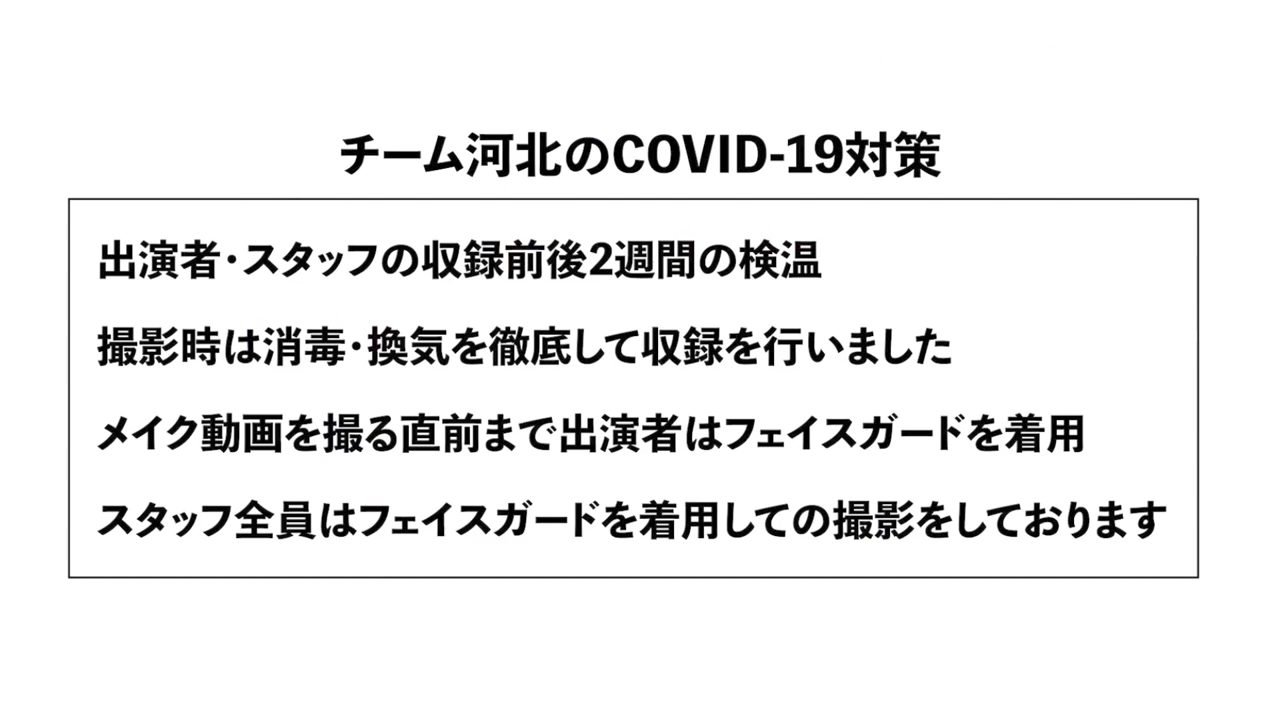 チーム河北のCOVID-19対策
出演者・スタッフの収録前後2週間の検温
撮影時は消毒・換気を徹底して収録を行いました
メイク動画を撮る直前まで出演者はフェイスガードを着用
スタッフ全員はフェイスガードを着用しての撮影をしております